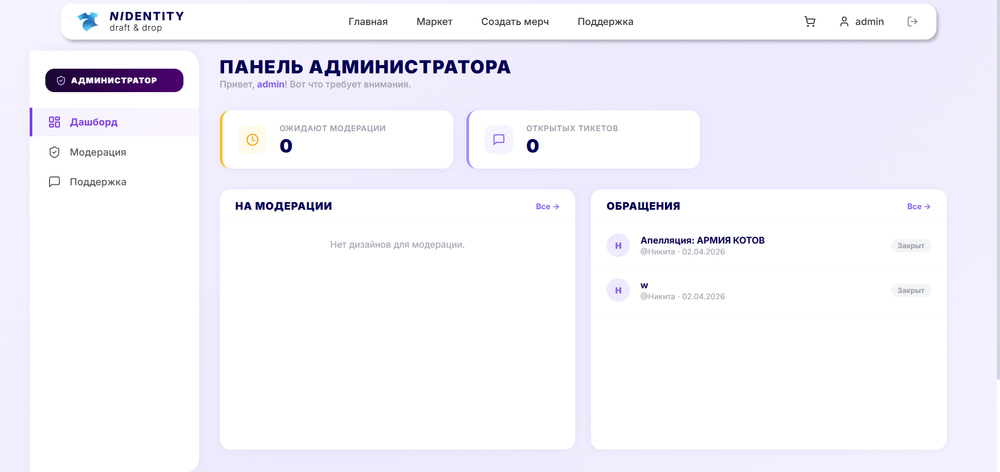 NIDENTITY
draft & drop
Главная
Маркет
Создать мерч
Поддержка
admin
АДМИНИСТРАТОР
Дашборд
Модерация
Поддержка
ПАНЕЛЬ АДМИНИСТРАТОРА
Привет, admin! Вот что требует внимания.
ОЖИДАЮТ МОДЕРАЦИИ
0
ОТКРЫТЫХ ТИКЕТОВ
0
НА МОДЕРАЦИИ
Все →
Нет дизайнов для модерации.
ОБРАЩЕНИЯ
Все →
Н
Апелляция: АРМИЯ КОТОВ
@Никита · 02.04.2026
Закрыт
Н
w
@Никита · 02.04.2026
Закрыт